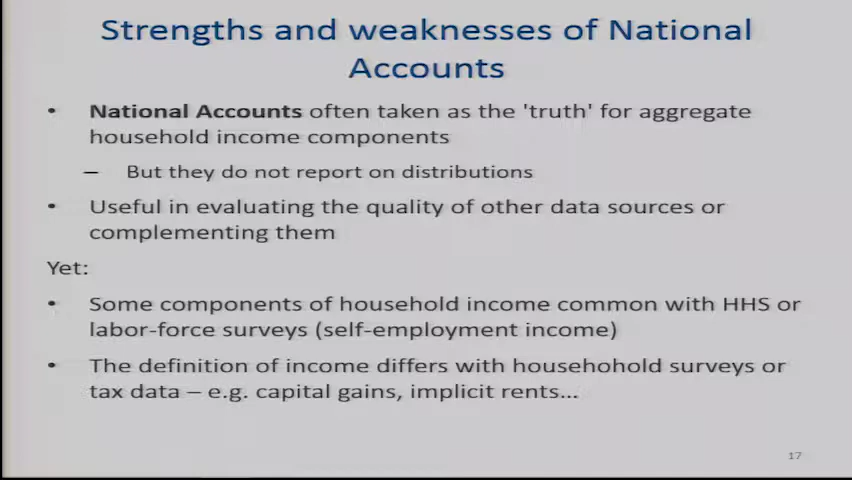 Strengths and weaknesses of National
Accounts
• National Accounts often taken as the 'truth' for aggregate
household income components
– But they do not report on distributions
• Useful in evaluating the quality of other data sources or
complementing them
Yet:
• Some components of household income common with HHS or
labor-force surveys (self-employment income)
• The definition of income differs with househohold surveys or
tax data – e.g. capital gains, implicit rents...
17